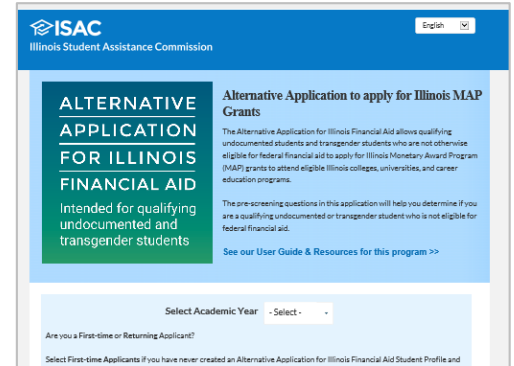 ISAC
English
Illinois Student Assistance Commission
ALTERNATIVE
APPLICATION
FOR ILLINOIS
FINANCIAL AID
Intended for qualifying
undocumented and
transgender students
Alternative Application to apply for Illinois MAP
Grants
The Alternative Application for Illinois Financial Aid allows qualifying
undocumented students and transgender students who are not otherwise
eligible for federal financial aid to apply for Illinois Monetary Award Program
(MAP) grants to attend eligible Illinois colleges, universities, and career
education programs.
The pre-screening questions in this application will help you determine if you
are a qualifying undocumented or transgender student who is not eligible for
federal financial aid.
See our User Guide & Resources for this program >>
Select Academic Year - Select -
Are you a First-time or Returning Applicant?
Select First-time Applicants if you have never created an Alternative Application for Illinois Financial Aid Student Profile and